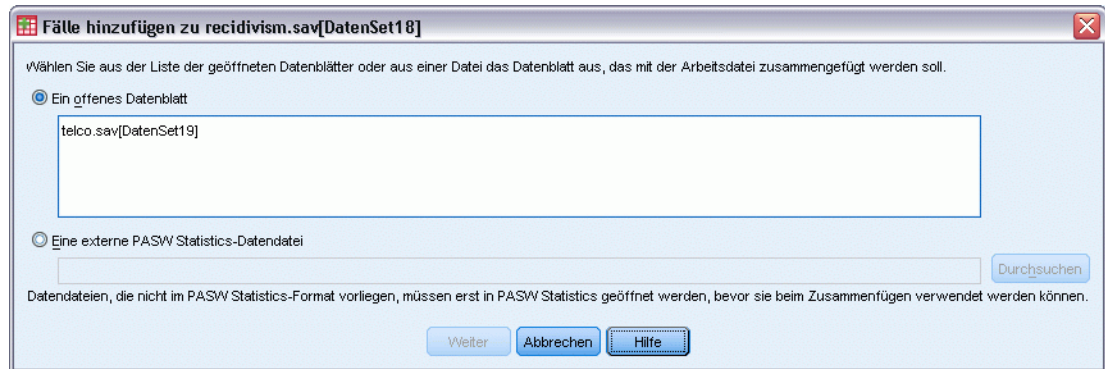 Fälle hinzufügen zu recidivism.sav[DatenSet18]
Wählen Sie aus der Liste der geöffneten Datenblätter oder aus einer Datei das Datenblatt aus, das mit der Arbeitsdatei zusammengefügt werden soll.
Ein offenes Datenblatt
telco.sav[DatenSet19]
Eine externe PASW Statistics-Datendatei
Durchsuchen
Datendateien, die nicht im PASW Statistics-Format vorliegen, müssen erst in PASW Statistics geöffnet werden, bevor sie beim Zusammenfügen verwendet werden können.
Weiter Abbrechen Hilfe